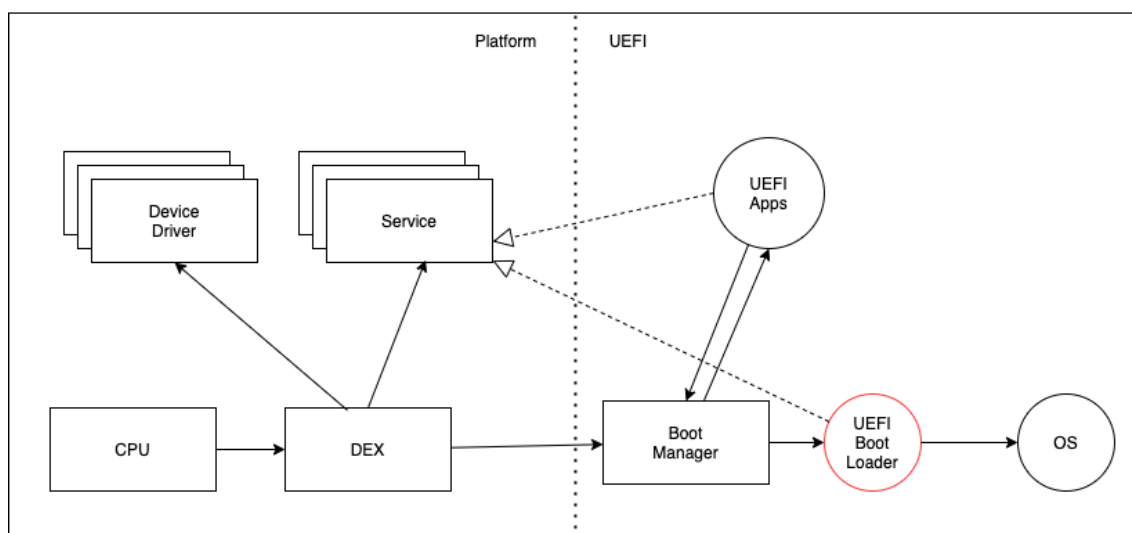 Platform
UEFI
Device
Driver
Service
UEFI
Apps
CPU
DEX
Boot
Manager
UEFI
Boot
Loader
OS